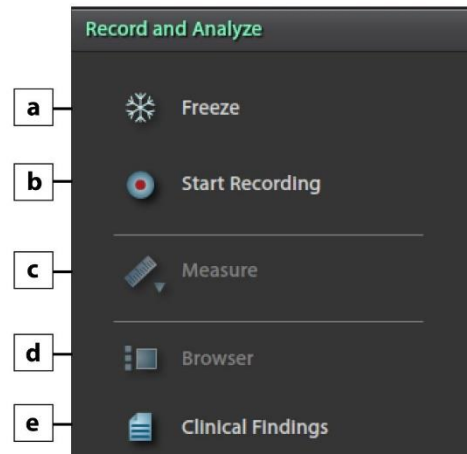 Record and Analyze
a Freeze
b Start Recording
c Measure
d Browser
e Clinical Findings